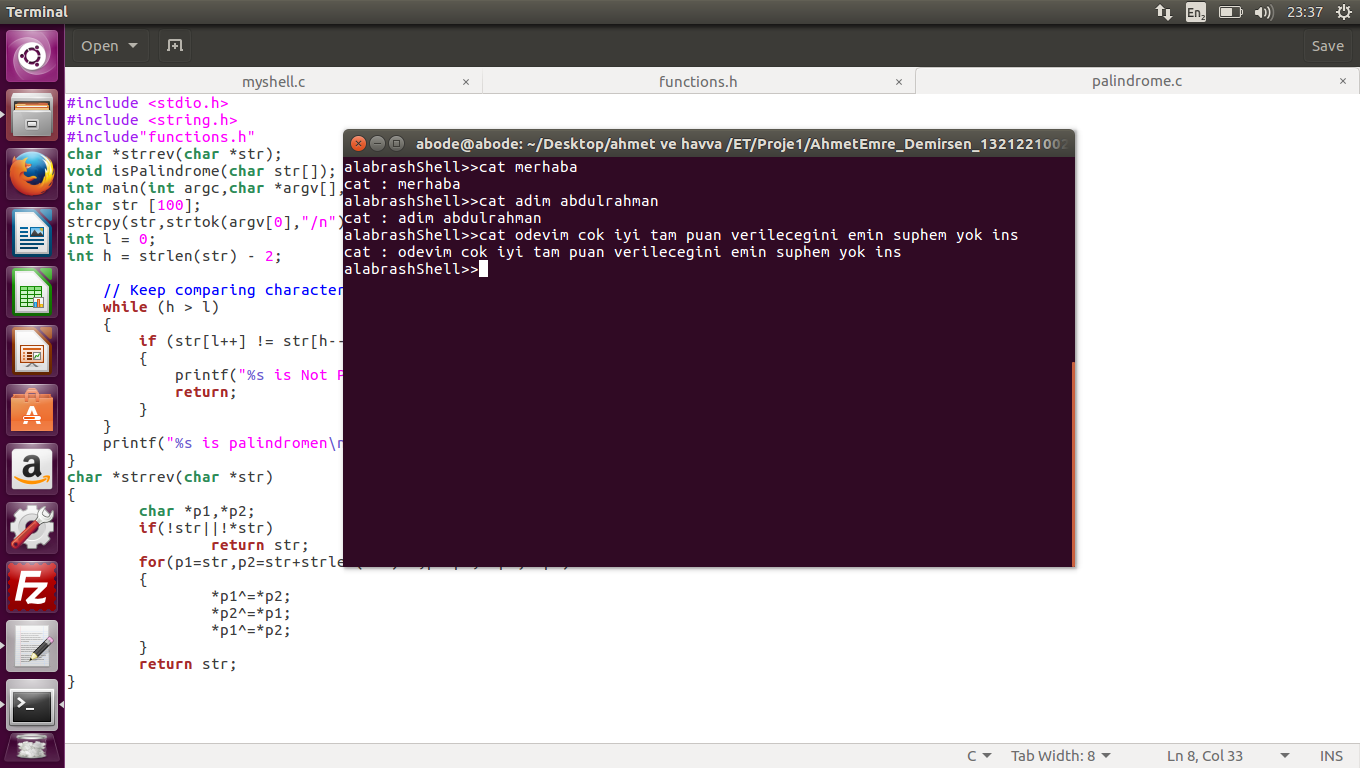 Terminal
En₂
23:37
Open
Save
myshell.c × functions.h × palindrome.c ×
#include <stdio.h>
#include <string.h>
#include"functions.h"
char *strrev(char *str);
void isPalindrome(char str[]);
int main(int argc,char *argv[],
char str [100];
strcpy(str,strtok(argv[0],"/n")
int l = 0;
int h = strlen(str) - 2;
// Keep comparing character
while (h > l)
{
if (str[l++] != str[h--
{
printf("%s is Not P
return;
}
}
printf("%s is palindromen\n
}
char *strrev(char *str)
{
char *p1,*p2;
if(!str||!*str)
return str;
for(p1=str,p2=str+strle
{
*p1^=*p2;
*p2^=*p1;
*p1^=*p2;
}
return str;
}
abode@abode: ~/Desktop/ahmet ve havva /ET/Proje1/AhmetEmre_Demirsen_1321221002
alabrashShell>>cat merhaba
cat : merhaba
alabrashShell>>cat adim abdulrahman
cat : adim abdulrahman
alabrashShell>>cat odevim cok iyi tam puan verilecegini emin suphem yok ins
cat : odevim cok iyi tam puan verilecegini emin suphem yok ins
alabrashShell>>
C Tab Width: 8 Ln 8, Col 33 INS